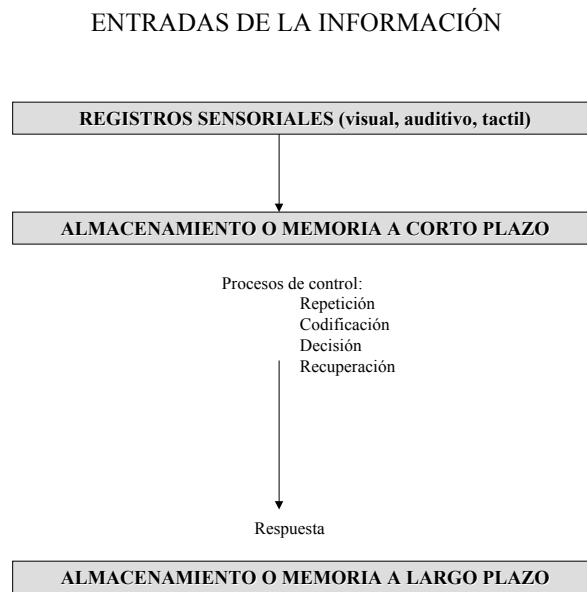 ENTRADAS DE LA INFORMACIÓN
REGISTROS SENSORIALES (visual, auditivo, tactil)
ALMACENAMIENTO O MEMORIA A CORTO PLAZO
Procesos de control:
Repetición
Codificación
Decisión
Recuperación
Respuesta
ALMACENAMIENTO O MEMORIA A LARGO PLAZO